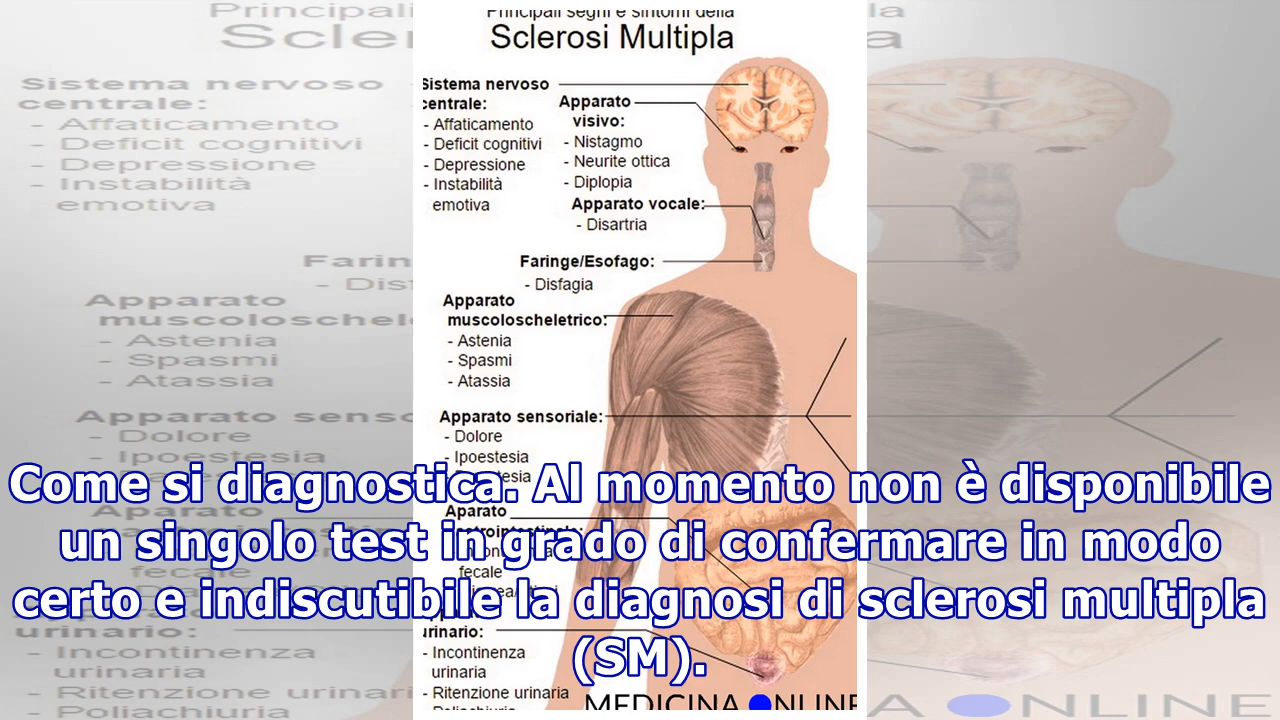 Principali segni e sintomi della
Sclerosi Multipla
Sistema nervoso
centrale:
- Affaticamento
- Deficit cognitivi
- Depressione
- Instabilità
emotiva
Apparato
visivo:
- Nistagmo
- Neurite ottica
- Diplopia
Apparato vocale:
- Disartria
Faringe/Esofago:
- Disfagia
Apparato
muscoloscheletrico:
- Astenia
- Spasmi
- Atassia
Apparato sensoriale:
- Dolore
- Ipoestesia
Apparato
fecale
urinario:
- Incontinenza
urinaria
- Ritenzione urinaria
- Pollachiuria
MEDICINA ONLINE
Come si diagnostica. Al momento non è disponibile
un singolo test in grado di confermare in modo
certo e indiscutibile la diagnosi di sclerosi multipla
(SM).